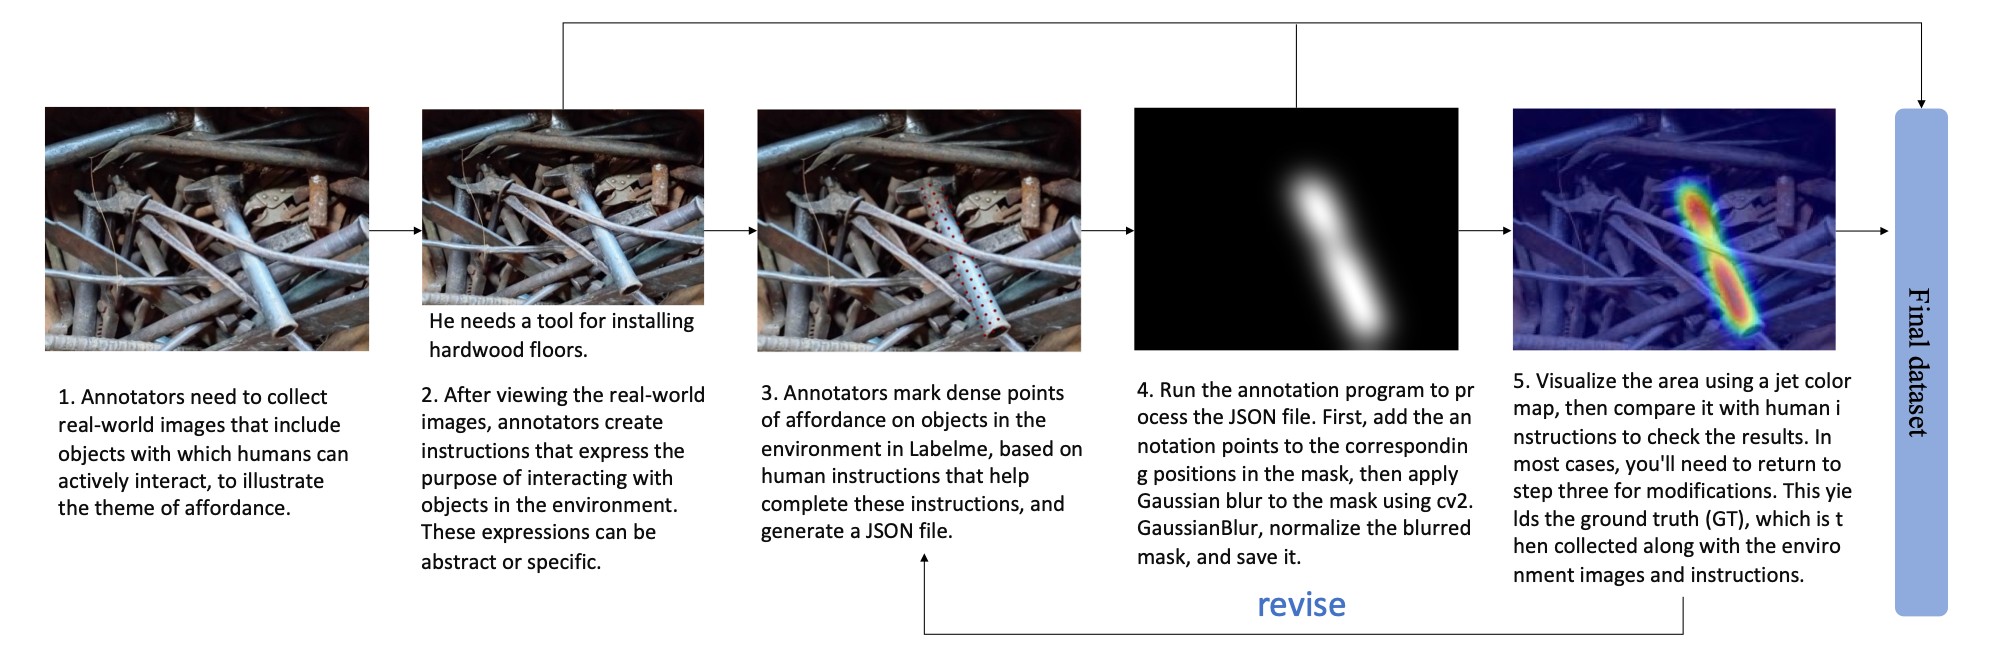 He needs a tool for installing
hardwood floors.
1. Annotators need to collect
real-world images that include
objects with which humans can
actively interact, to illustrate
the theme of affordance.
2. After viewing the real-world
images, annotators create
instructions that express the
purpose of interacting with
objects in the environment.
These expressions can be
abstract or specific.
3. Annotators mark dense points
of affordance on objects in the
environment in Labelme, based on
human instructions that help
complete these instructions, and
generate a JSON file.
4. Run the annotation program to pr
ocess the JSON file. First, add the an
notation points to the correspondin
g positions in the mask, then apply
Gaussian blur to the mask using cv2.
GaussianBlur, normalize the blurred
mask, and save it.
5. Visualize the area using a jet color
map, then compare it with human i
nstructions to check the results. In
most cases, you'll need to return to
step three for modifications. This yie
lds the ground truth (GT), which is t
hen collected along with the enviro
nment images and instructions.
revise
Final dataset